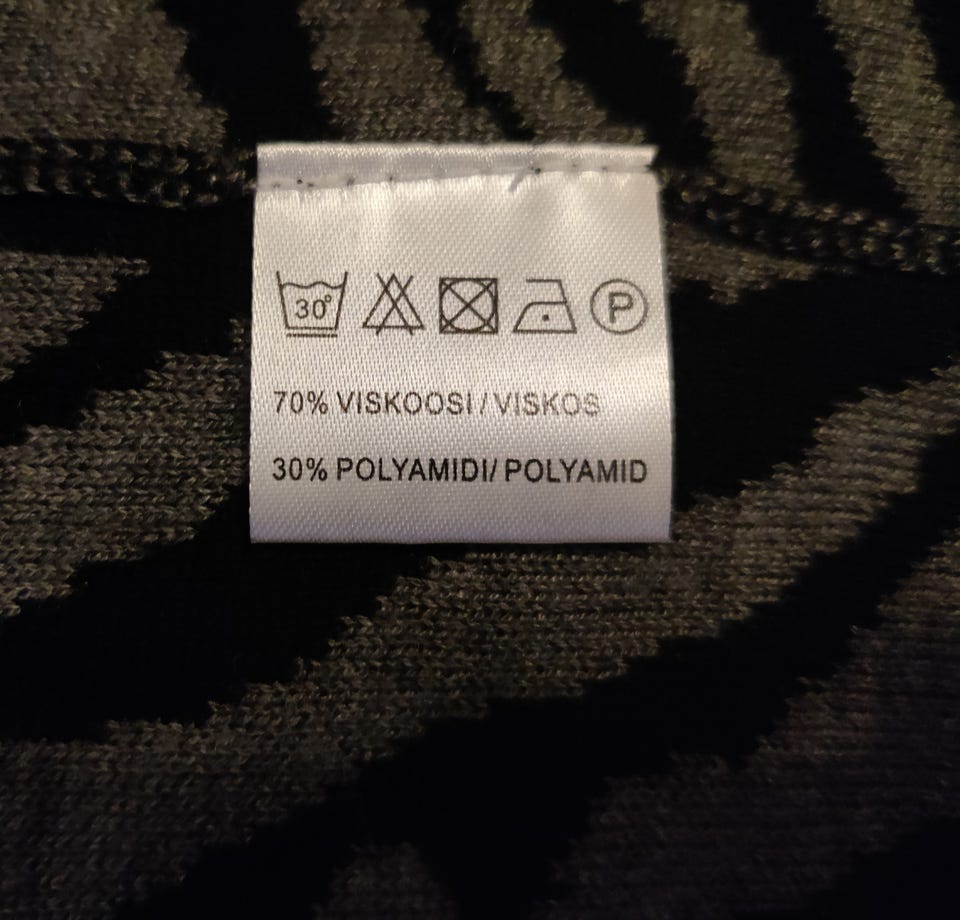 30°
P
70% VISKOOSI / VISKOS
30% POLYAMIDI/ POLYAMID